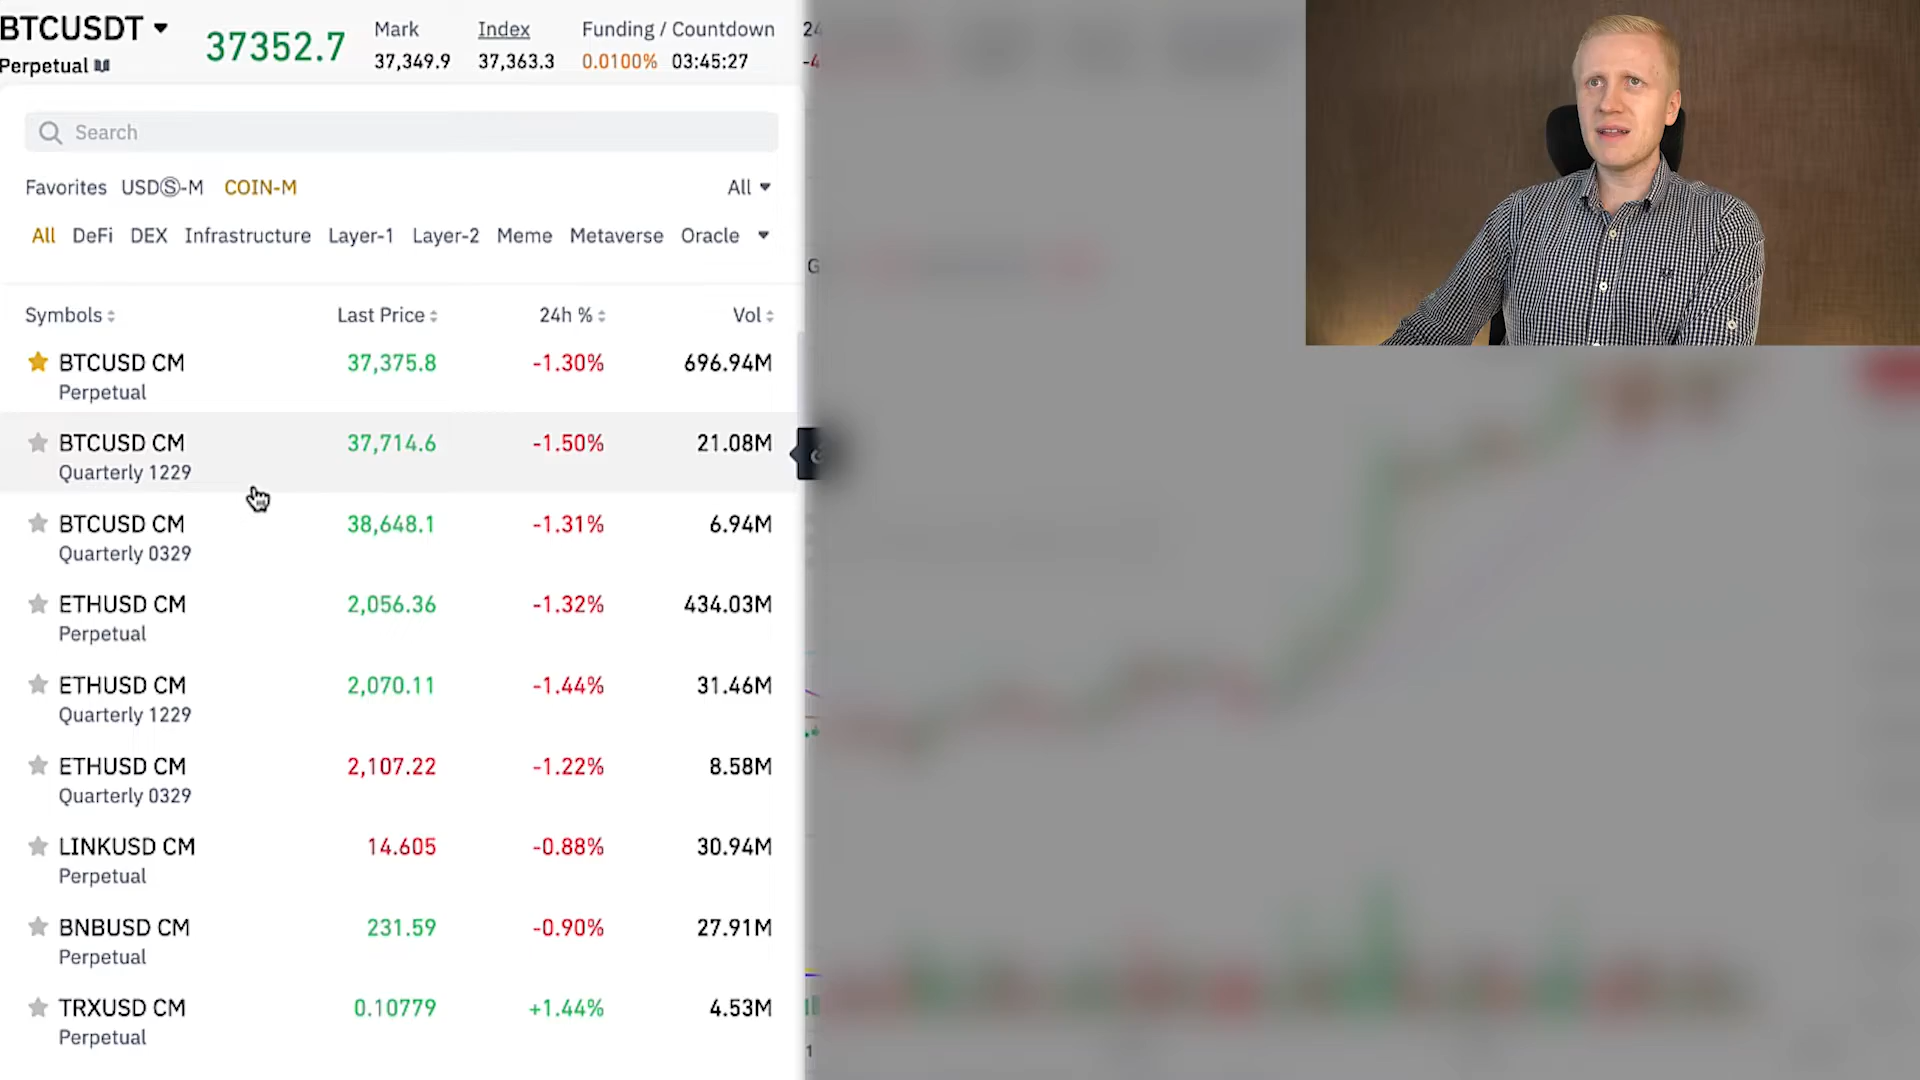 BTCUSDT
Perpetual
37352.7
Mark
37,349.9
Index
37,363.3
Funding / Countdown
0.0100% 03:45:27
24
-4
Search
Favorites USDⓈ-M COIN-M All
All DeFi DEX Infrastructure Layer-1 Layer-2 Meme Metaverse Oracle
Symbols Last Price 24h % Vol
BTCUSD CM 37,375.8 -1.30% 696.94M
Perpetual
BTCUSD CM 37,714.6 -1.50% 21.08M
Quarterly 1229
BTCUSD CM 38,648.1 -1.31% 6.94M
Quarterly 0329
ETHUSD CM 2,056.36 -1.32% 434.03M
Perpetual
ETHUSD CM 2,070.11 -1.44% 31.46M
Quarterly 1229
ETHUSD CM 2,107.22 -1.22% 8.58M
Quarterly 0329
LINKUSD CM 14.605 -0.88% 30.94M
Perpetual
BNBUSD CM 231.59 -0.90% 27.91M
Perpetual
TRXUSD CM 0.10779 +1.44% 4.53M
Perpetual